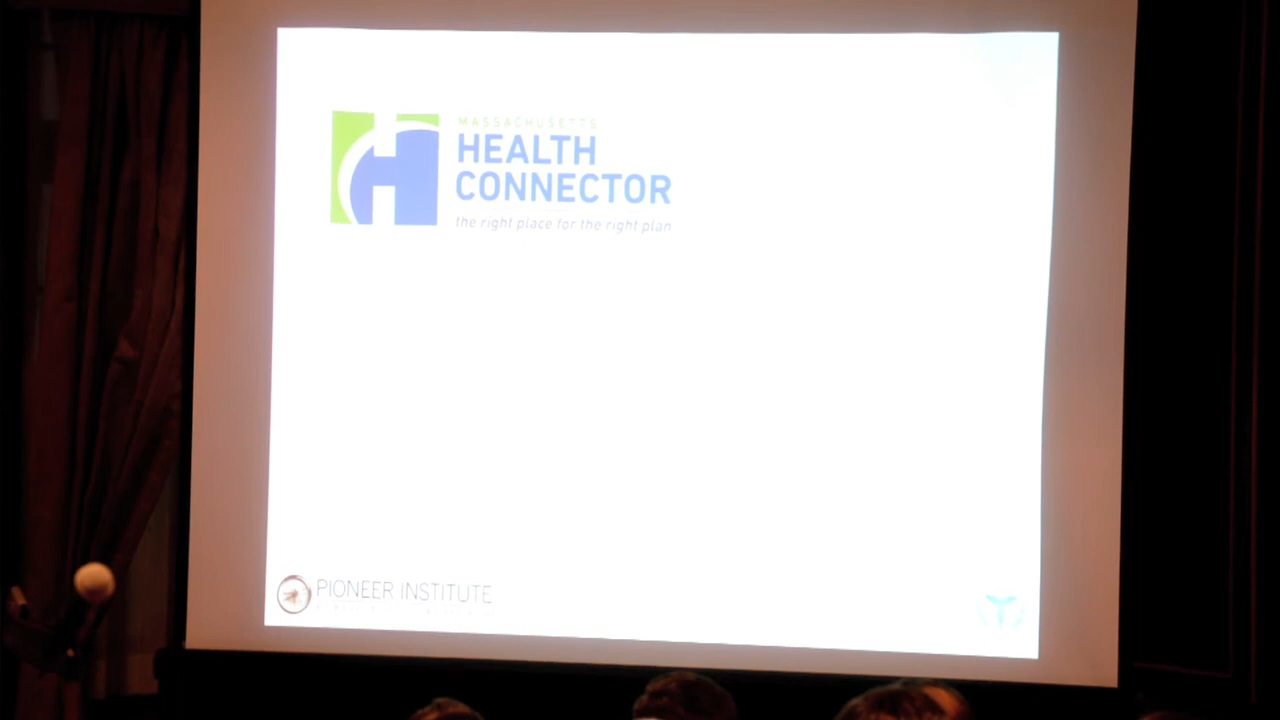 MASSACHUSETTS
HEALTH
CONNECTOR
the right place for the right plan
PIONEER INSTITUTE